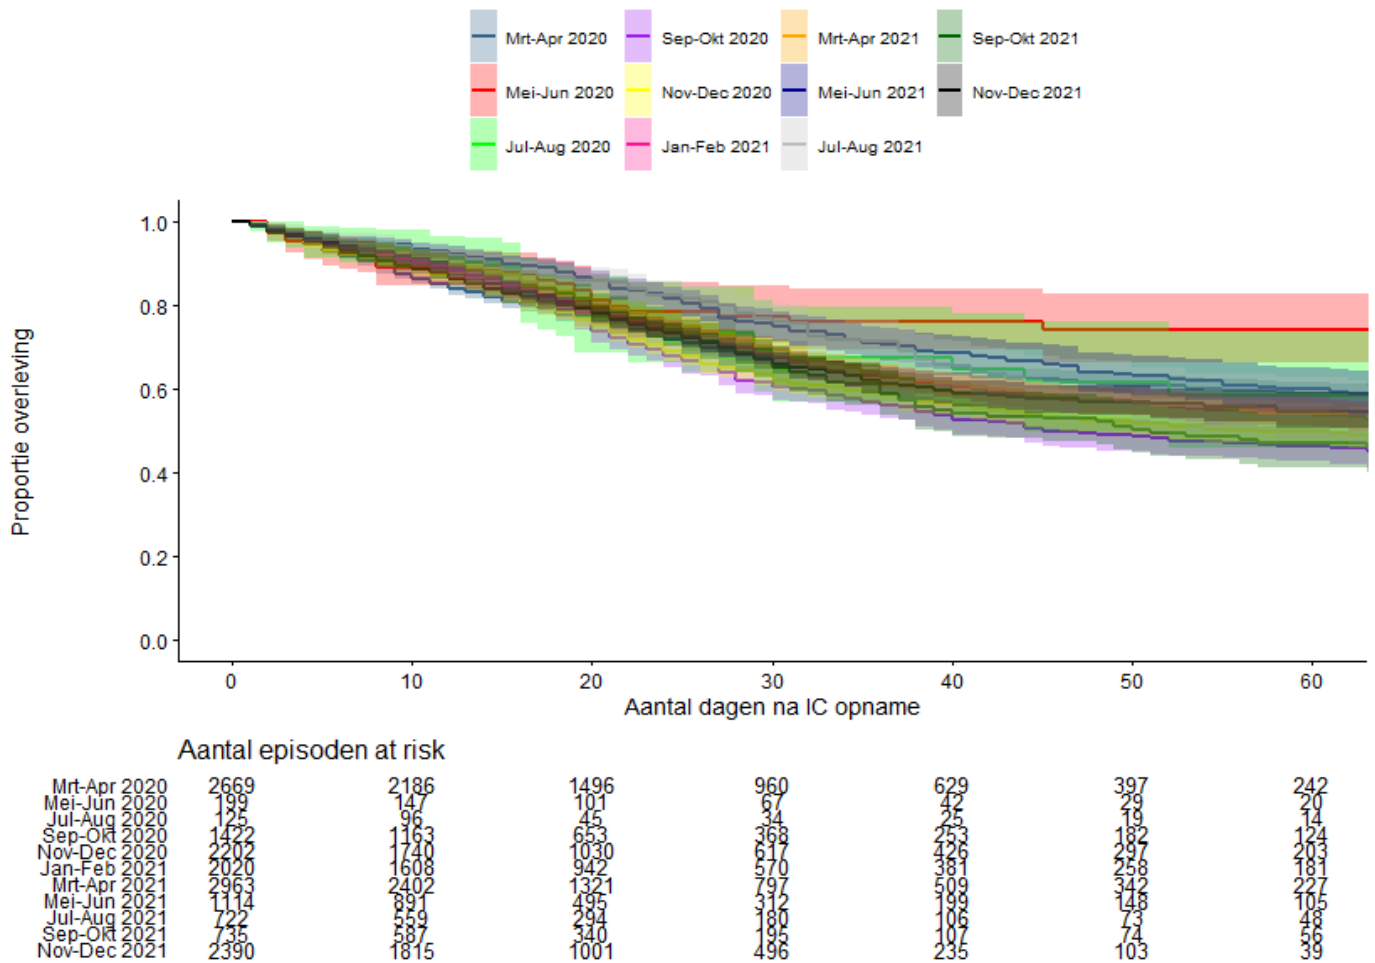 Mrt-Apr 2020 Sep-Okt 2020 Mrt-Apr 2021 Sep-Okt 2021
Mei-Jun 2020 Nov-Dec 2020 Mei-Jun 2021 Nov-Dec 2021
Jul-Aug 2020 Jan-Feb 2021 Jul-Aug 2021
Proportie overleving
1.0
0.8
0.6
0.4
0.2
0.0
0 10 20 30 40 50 60
Aantal dagen na IC opname
Aantal episoden at risk
Mrt-Apr 2020 2669 2186 1496 960 629 397 242
Mei-Jun 2020 199 147 101 67 42 29 20
Jul-Aug 2020 125 96 45 34 25 19 14
Sep-Okt 2020 1422 1163 653 368 253 182 124
Nov-Dec 2020 2202 1740 1030 617 426 297 203
Jan-Feb 2021 2020 1608 942 570 381 258 181
Mrt-Apr 2021 2963 2402 1321 797 509 342 227
Mei-Jun 2021 1114 891 495 312 199 148 105
Jul-Aug 2021 722 559 294 180 106 73 48
Sep-Okt 2021 735 587 340 195 107 74 56
Nov-Dec 2021 2390 1815 1001 496 235 103 39